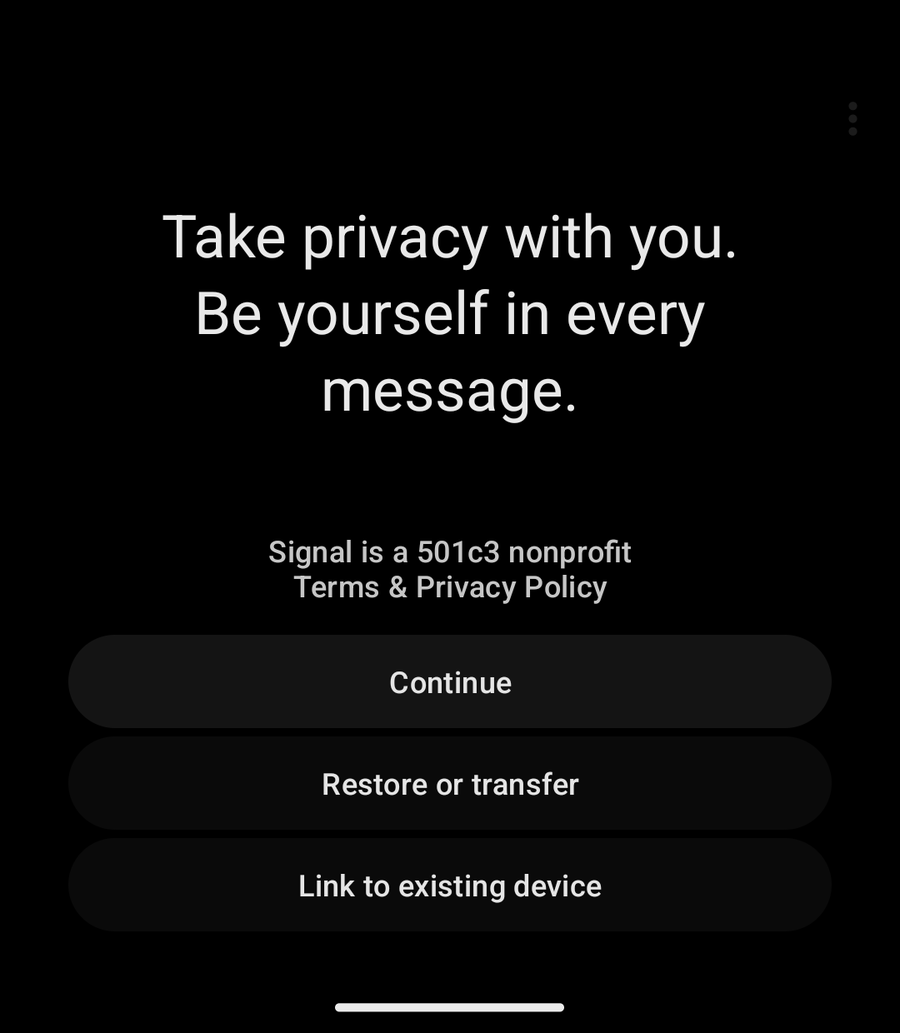 Take privacy with you.
Be yourself in every
message.
Signal is a 501c3 nonprofit
Terms & Privacy Policy
Continue
Restore or transfer
Link to existing device